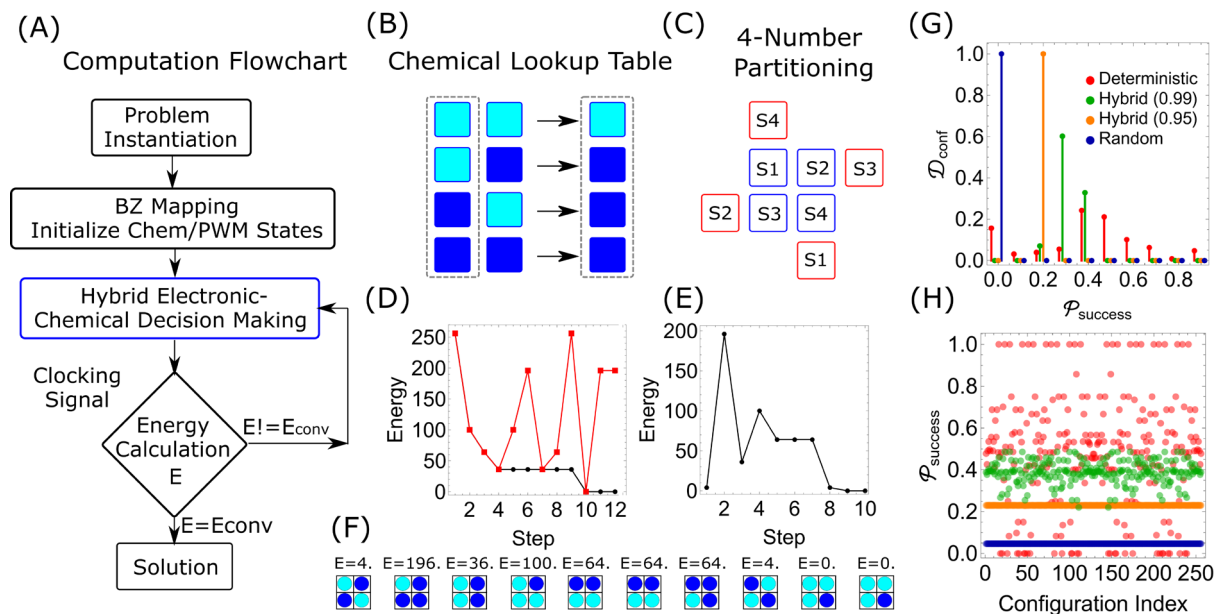 (A)
Computation Flowchart
Problem
Instantiation
BZ Mapping
Initialize Chem/PWM States
Hybrid Electronic-
Chemical Decision Making
Clocking
Signal
Energy
Calculation
E
E!=Econv
E=Econv
Solution
(B)
Chemical Lookup Table
(C)
4-Number
Partitioning
S4
S1 S2 S3
S2 S3 S4
S1
(D)
250
200
150
100
50
0
Energy
2 4 6 8 10 12
Step
(E)
200
150
100
50
0
Energy
2 4 6 8 10
Step
(F)
E=4. E=196. E=36. E=100. E=64. E=64. E=64. E=4. E=0. E=0.
(G)
1.0
0.8
0.6
0.4
0.2
0.0
𝒟conf
Deterministic
Hybrid (0.99)
Hybrid (0.95)
Random
0.0 0.2 0.4 0.6 0.8
𝒫success
(H)
1.0
0.8
0.6
0.4
0.2
0.0
𝒫success
0 50 100 150 200 250
Configuration Index